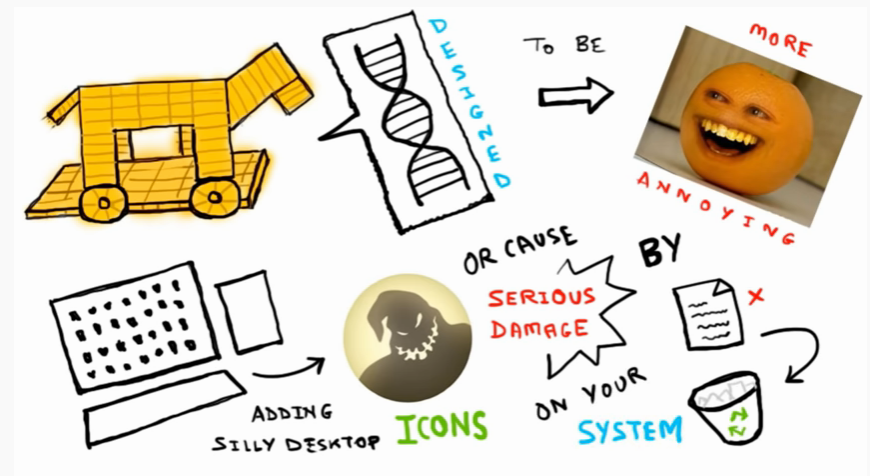 DESIGNED
TO BE
MORE
ANNOYING
ADDING
SILLY DESKTOP
ICONS
OR CAUSE
SERIOUS
DAMAGE
ON YOUR
SYSTEM
BY